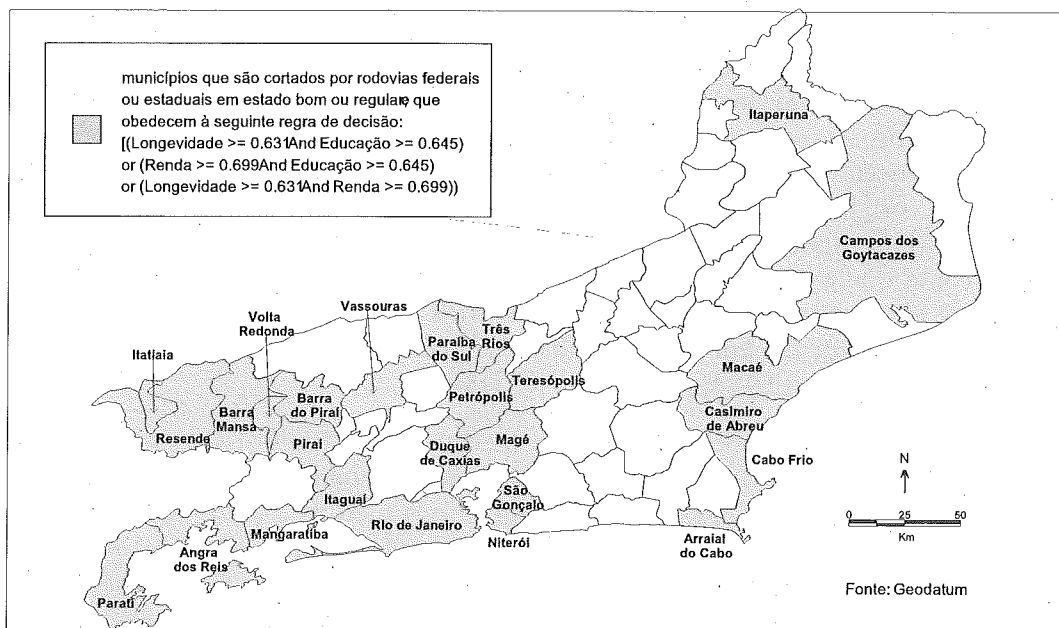 municípios que são cortados por rodovias federais
ou estaduais em estado bom ou regulare que
obedecem à seguinte regra de decisão:
[(Longevidade >= 0.631And Educação >= 0.645)
or (Renda >= 0.699And Educação >= 0.645)
or (Longevidade >= 0.631And Renda >= 0.699))
Itaperuna
Campos dos
Goytacazes
Vassouras
Volta
Redonda
Itatiaia
Três
Rios
Paraíba
do Sul
Macaé
Teresópolis
Petrópolis
Barra
do Piraí
Barra
Mansa
Resende
Piraí
Casimiro
de Abreu
Duque
de Caxias
Magé
Cabo Frio
N
Itaguaí
São
Gonçalo
0 25 50
Km
Mangaratiba
Rio de Janeiro
Niterói
Arraial
do Cabo
Angra
dos Reis
Parati
Fonte: Geodatum